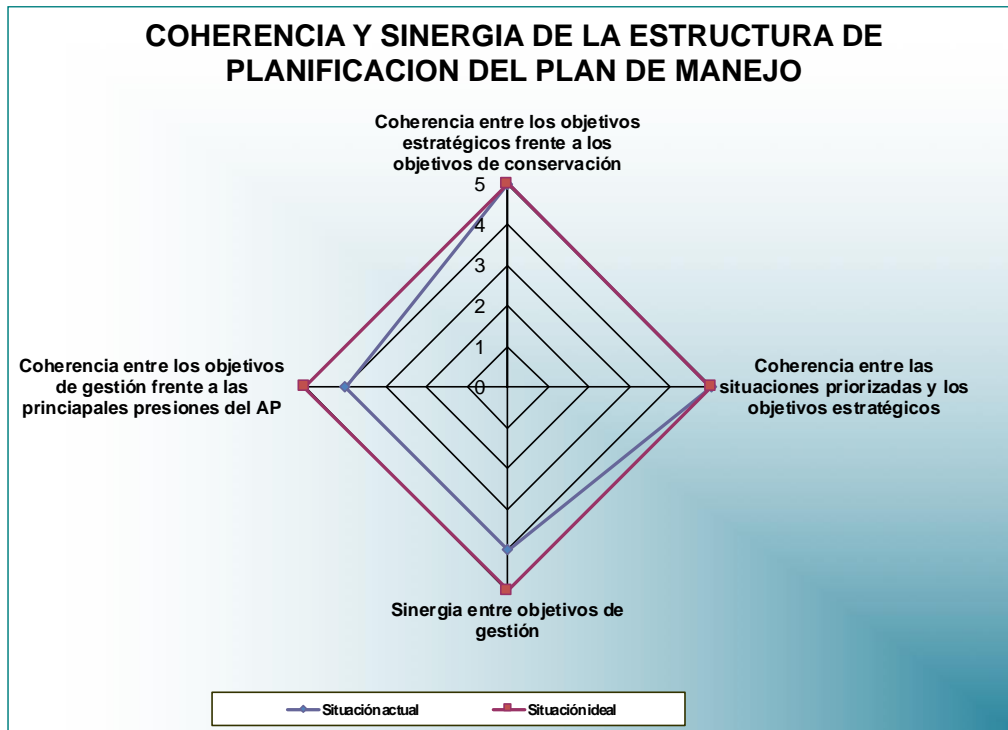 COHERENCIA Y SINERGIA DE LA ESTRUCTURA DE
PLANIFICACION DEL PLAN DE MANEJO
Coherencia entre los objetivos
estratégicos frente a los
objetivos de conservación
5
4
3
2
1
0
Coherencia entre los objetivos
de gestión frente a las
princiapales presiones del AP
Coherencia entre las
situaciones priorizadas y los
objetivos estratégicos
Sinergia entre objetivos de
gestión
Situación actual
Situación ideal